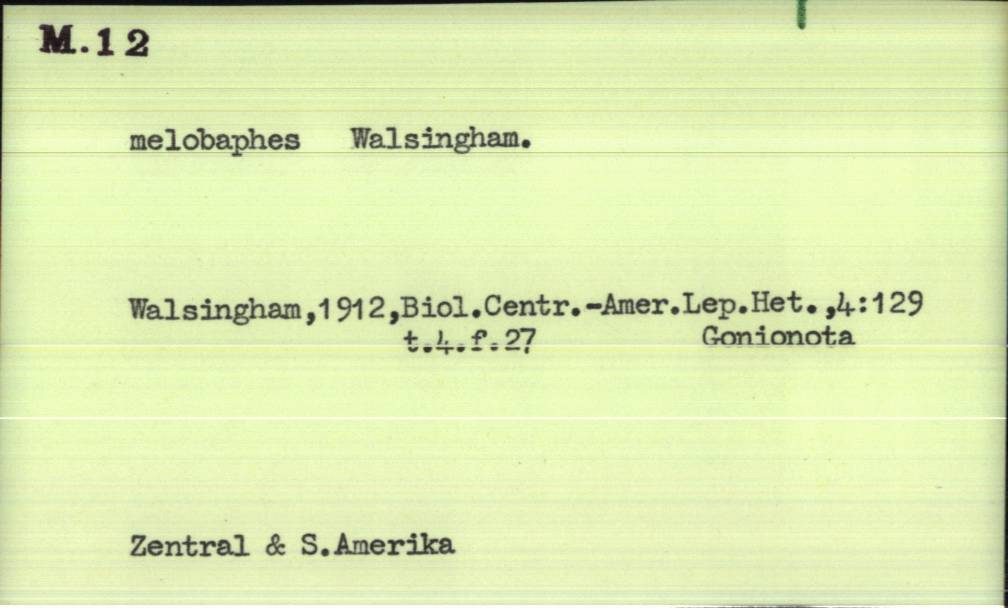 M.12
melobaphes Walsingham.
Walsingham,1912,Biol.Centr.-Amer.Lep.Het.,4:129
t.4.f.27 Gonionota
Zentral & S.Amerika